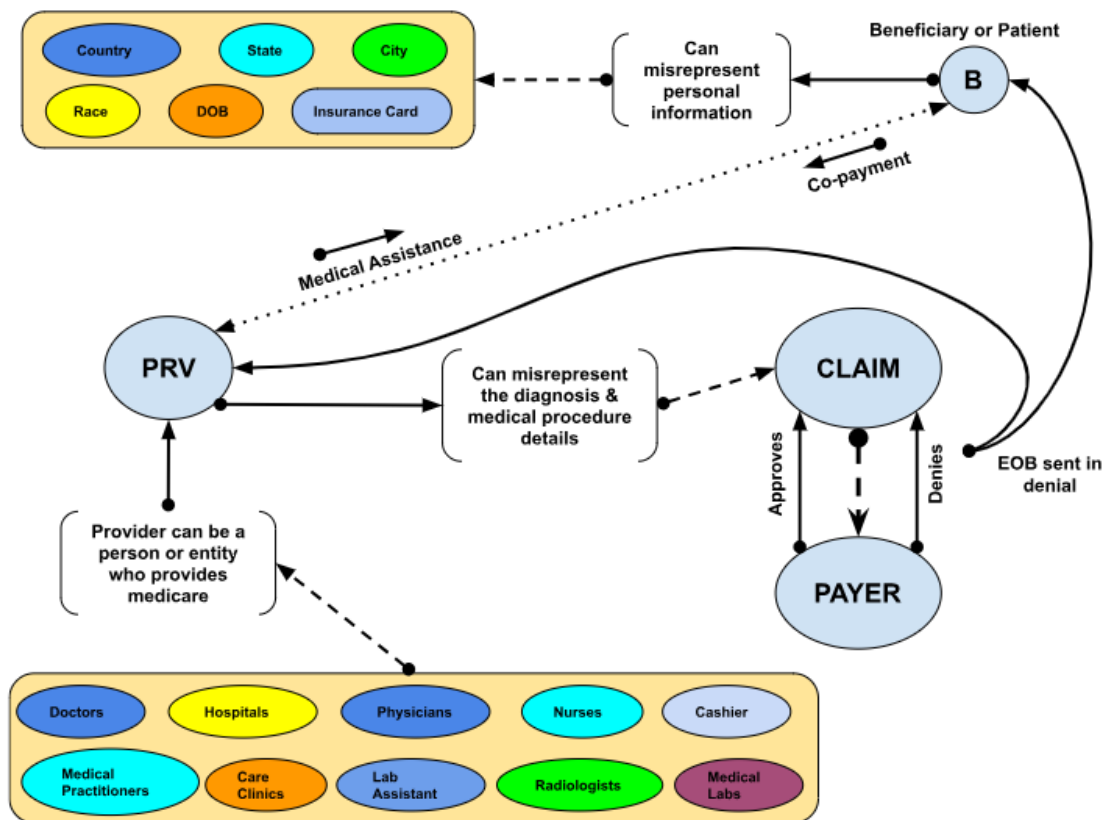 Beneficiary or Patient
Country
State
City
Race
DOB
Insurance Card
Can
misrepresent
personal
information
B
Co-payment
Medical Assistance
PRV
Can misrepresent
the diagnosis &
medical procedure
details
CLAIM
Approves
Denies
EOB sent in
denial
PAYER
Provider can be a
person or entity
who provides
medicare
Doctors
Hospitals
Physicians
Nurses
Cashier
Medical
Practitioners
Care
Clinics
Lab
Assistant
Radiologists
Medical
Labs